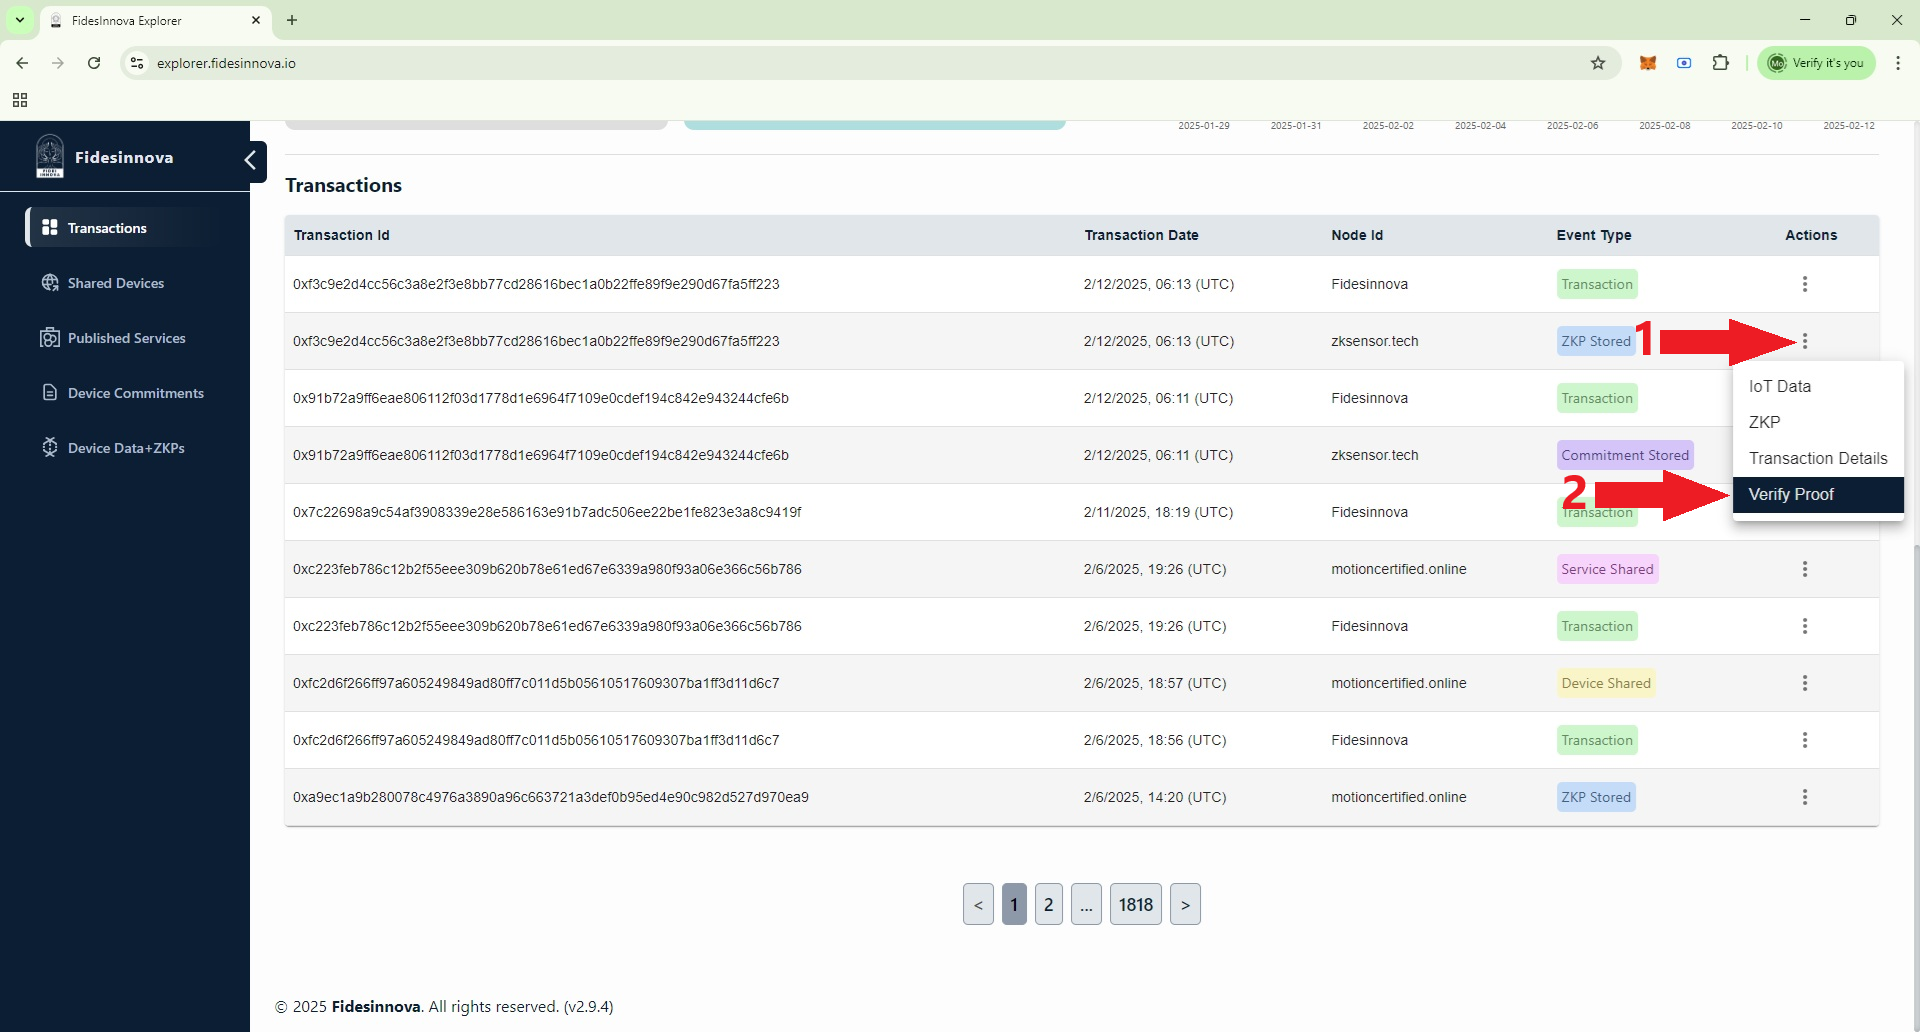 FidesInnova Explorer
explorer.fidesinnova.io
Mo Verify it's you
Fidesinnova
FIDES INNOVA
Transactions
Shared Devices
Published Services
Device Commitments
Device Data+ZKPs
2025-01-29 2025-01-31 2025-02-02 2025-02-04 2025-02-06 2025-02-08 2025-02-10 2025-02-12
Transactions
Transaction Id Transaction Date Node Id Event Type Actions
0xf3c9e2d4cc56c3a8e2f3e8bb77cd28616bec1a0b22ffe89f9e290d67fa5ff223 2/12/2025, 06:13 (UTC) Fidesinnova Transaction
0xf3c9e2d4cc56c3a8e2f3e8bb77cd28616bec1a0b22ffe89f9e290d67fa5ff223 2/12/2025, 06:13 (UTC) zksensor.tech ZKP Stored 1
0x91b72a9ff6eae806112f03d1778d1e6964f7109e0cdef194c842e943244cfe6b 2/12/2025, 06:11 (UTC) Fidesinnova Transaction
0x91b72a9ff6eae806112f03d1778d1e6964f7109e0cdef194c842e943244cfe6b 2/12/2025, 06:11 (UTC) zksensor.tech Commitment Stored
0x7c22698a9c54af3908339e28e586163e91b7adc506ee22be1fe823e3a8c9419f 2/11/2025, 18:19 (UTC) Fidesinnova Transaction
0xc223feb786c12b2f55eee309b620b78e61ed67e6339a980f93a06e366c56b786 2/6/2025, 19:26 (UTC) motioncertified.online Service Shared
0xc223feb786c12b2f55eee309b620b78e61ed67e6339a980f93a06e366c56b786 2/6/2025, 19:26 (UTC) Fidesinnova Transaction
0xfc2d6f266ff97a605249849ad80ff7c011d5b05610517609307ba1ff3d11d6c7 2/6/2025, 18:57 (UTC) motioncertified.online Device Shared
0xfc2d6f266ff97a605249849ad80ff7c011d5b05610517609307ba1ff3d11d6c7 2/6/2025, 18:56 (UTC) Fidesinnova Transaction
0xa9ec1a9b280078c4976a3890a96c663721a3def0b95ed4e90c982d527d970ea9 2/6/2025, 14:20 (UTC) motioncertified.online ZKP Stored
IoT Data
ZKP
Transaction Details
2 Verify Proof
< 1 2 ... 1818 >
© 2025 Fidesinnova. All rights reserved. (v2.9.4)